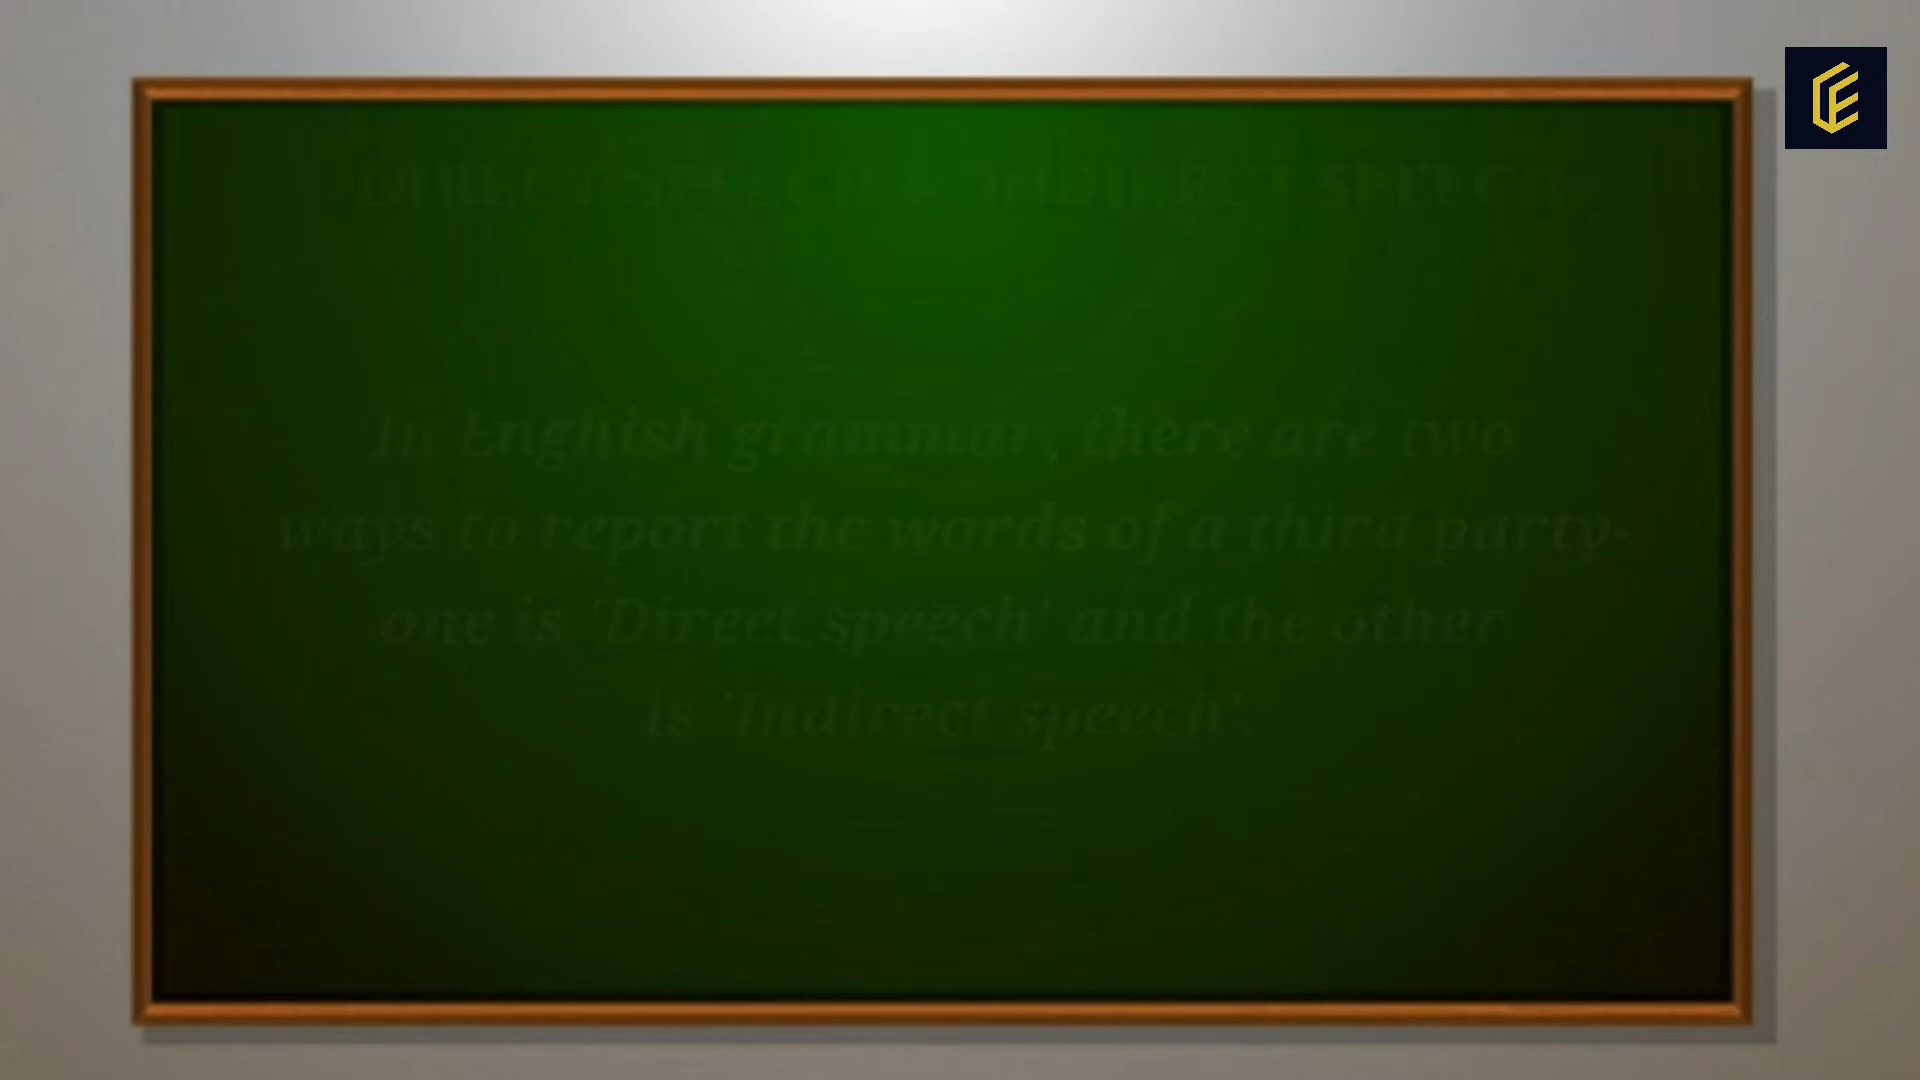 DIRECT SPEECH & INDIRECT SPEECH
In Enghish grammar, there are two
ways to report the words of a third party-
one is 'Direct speech' and the other
is 'Indirect speech'.